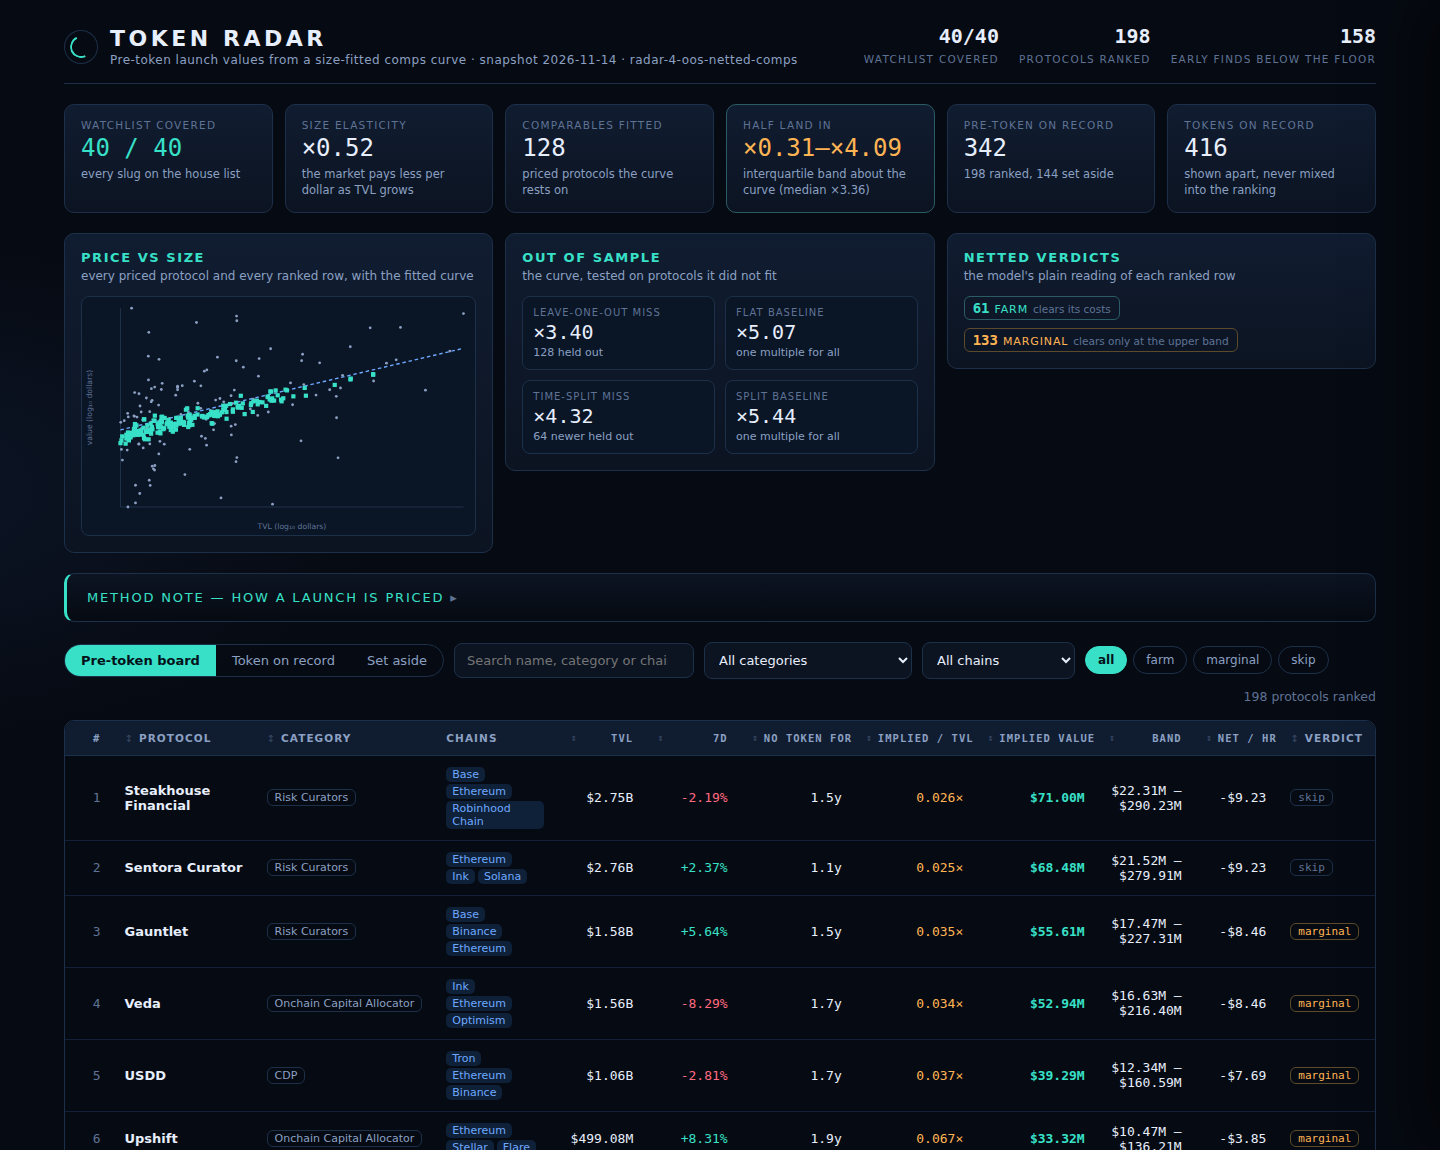 TOKEN RADAR
Pre-token launch values from a size-fitted comps curve · snapshot 2026-11-14 · radar-4-oos-netted-comps
40/40
WATCHLIST COVERED
198
PROTOCOLS RANKED
158
EARLY FINDS BELOW THE FLOOR
WATCHLIST COVERED
40 / 40
every slug on the house list
SIZE ELASTICITY
×0.52
the market pays less per
dollar as TVL grows
COMPARABLES FITTED
128
priced protocols the curve
rests on
HALF LAND IN
×0.31—×4.09
interquartile band about the
curve (median ×3.36)
PRE-TOKEN ON RECORD
342
198 ranked, 144 set aside
TOKENS ON RECORD
416
shown apart, never mixed
into the ranking
PRICE VS SIZE
every priced protocol and every ranked row, with the fitted curve
value (log₁₀ dollars)
TVL (log₁₀ dollars)
OUT OF SAMPLE
the curve, tested on protocols it did not fit
LEAVE-ONE-OUT MISS
×3.40
128 held out
FLAT BASELINE
×5.07
one multiple for all
TIME-SPLIT MISS
×4.32
64 newer held out
SPLIT BASELINE
×5.44
one multiple for all
NETTED VERDICTS
the model's plain reading of each ranked row
61 FARM clears its costs
133 MARGINAL clears only at the upper band
METHOD NOTE — HOW A LAUNCH IS PRICED ▸
Pre-token board Token on record Set aside Search name, category or chai All categories All chains all farm marginal skip
198 protocols ranked
# ↕ PROTOCOL ↕ CATEGORY CHAINS ↕ TVL ↕ 7D ↕ NO TOKEN FOR ↕ IMPLIED / TVL ↕ IMPLIED VALUE ↕ BAND ↕ NET / HR ↕ VERDICT
1 Steakhouse Financial Risk Curators Base Ethereum Robinhood Chain $2.75B -2.19% 1.5y 0.026× $71.00M $22.31M — $290.23M -$9.23 skip
2 Sentora Curator Risk Curators Ethereum Ink Solana $2.76B +2.37% 1.1y 0.025× $68.48M $21.52M — $279.91M -$9.23 skip
3 Gauntlet Risk Curators Base Binance Ethereum $1.58B +5.64% 1.5y 0.035× $55.61M $17.47M — $227.31M -$8.46 marginal
4 Veda Onchain Capital Allocator Ink Ethereum Optimism $1.56B -8.29% 1.7y 0.034× $52.94M $16.63M — $216.40M -$8.46 marginal
5 USDD CDP Tron Ethereum Binance $1.06B -2.81% 1.7y 0.037× $39.29M $12.34M — $160.59M -$7.69 marginal
6 Upshift Onchain Capital Allocator Ethereum Stellar Flare $499.08M +8.31% 1.9y 0.067× $33.32M $10.47M — $136.21M -$3.85 marginal